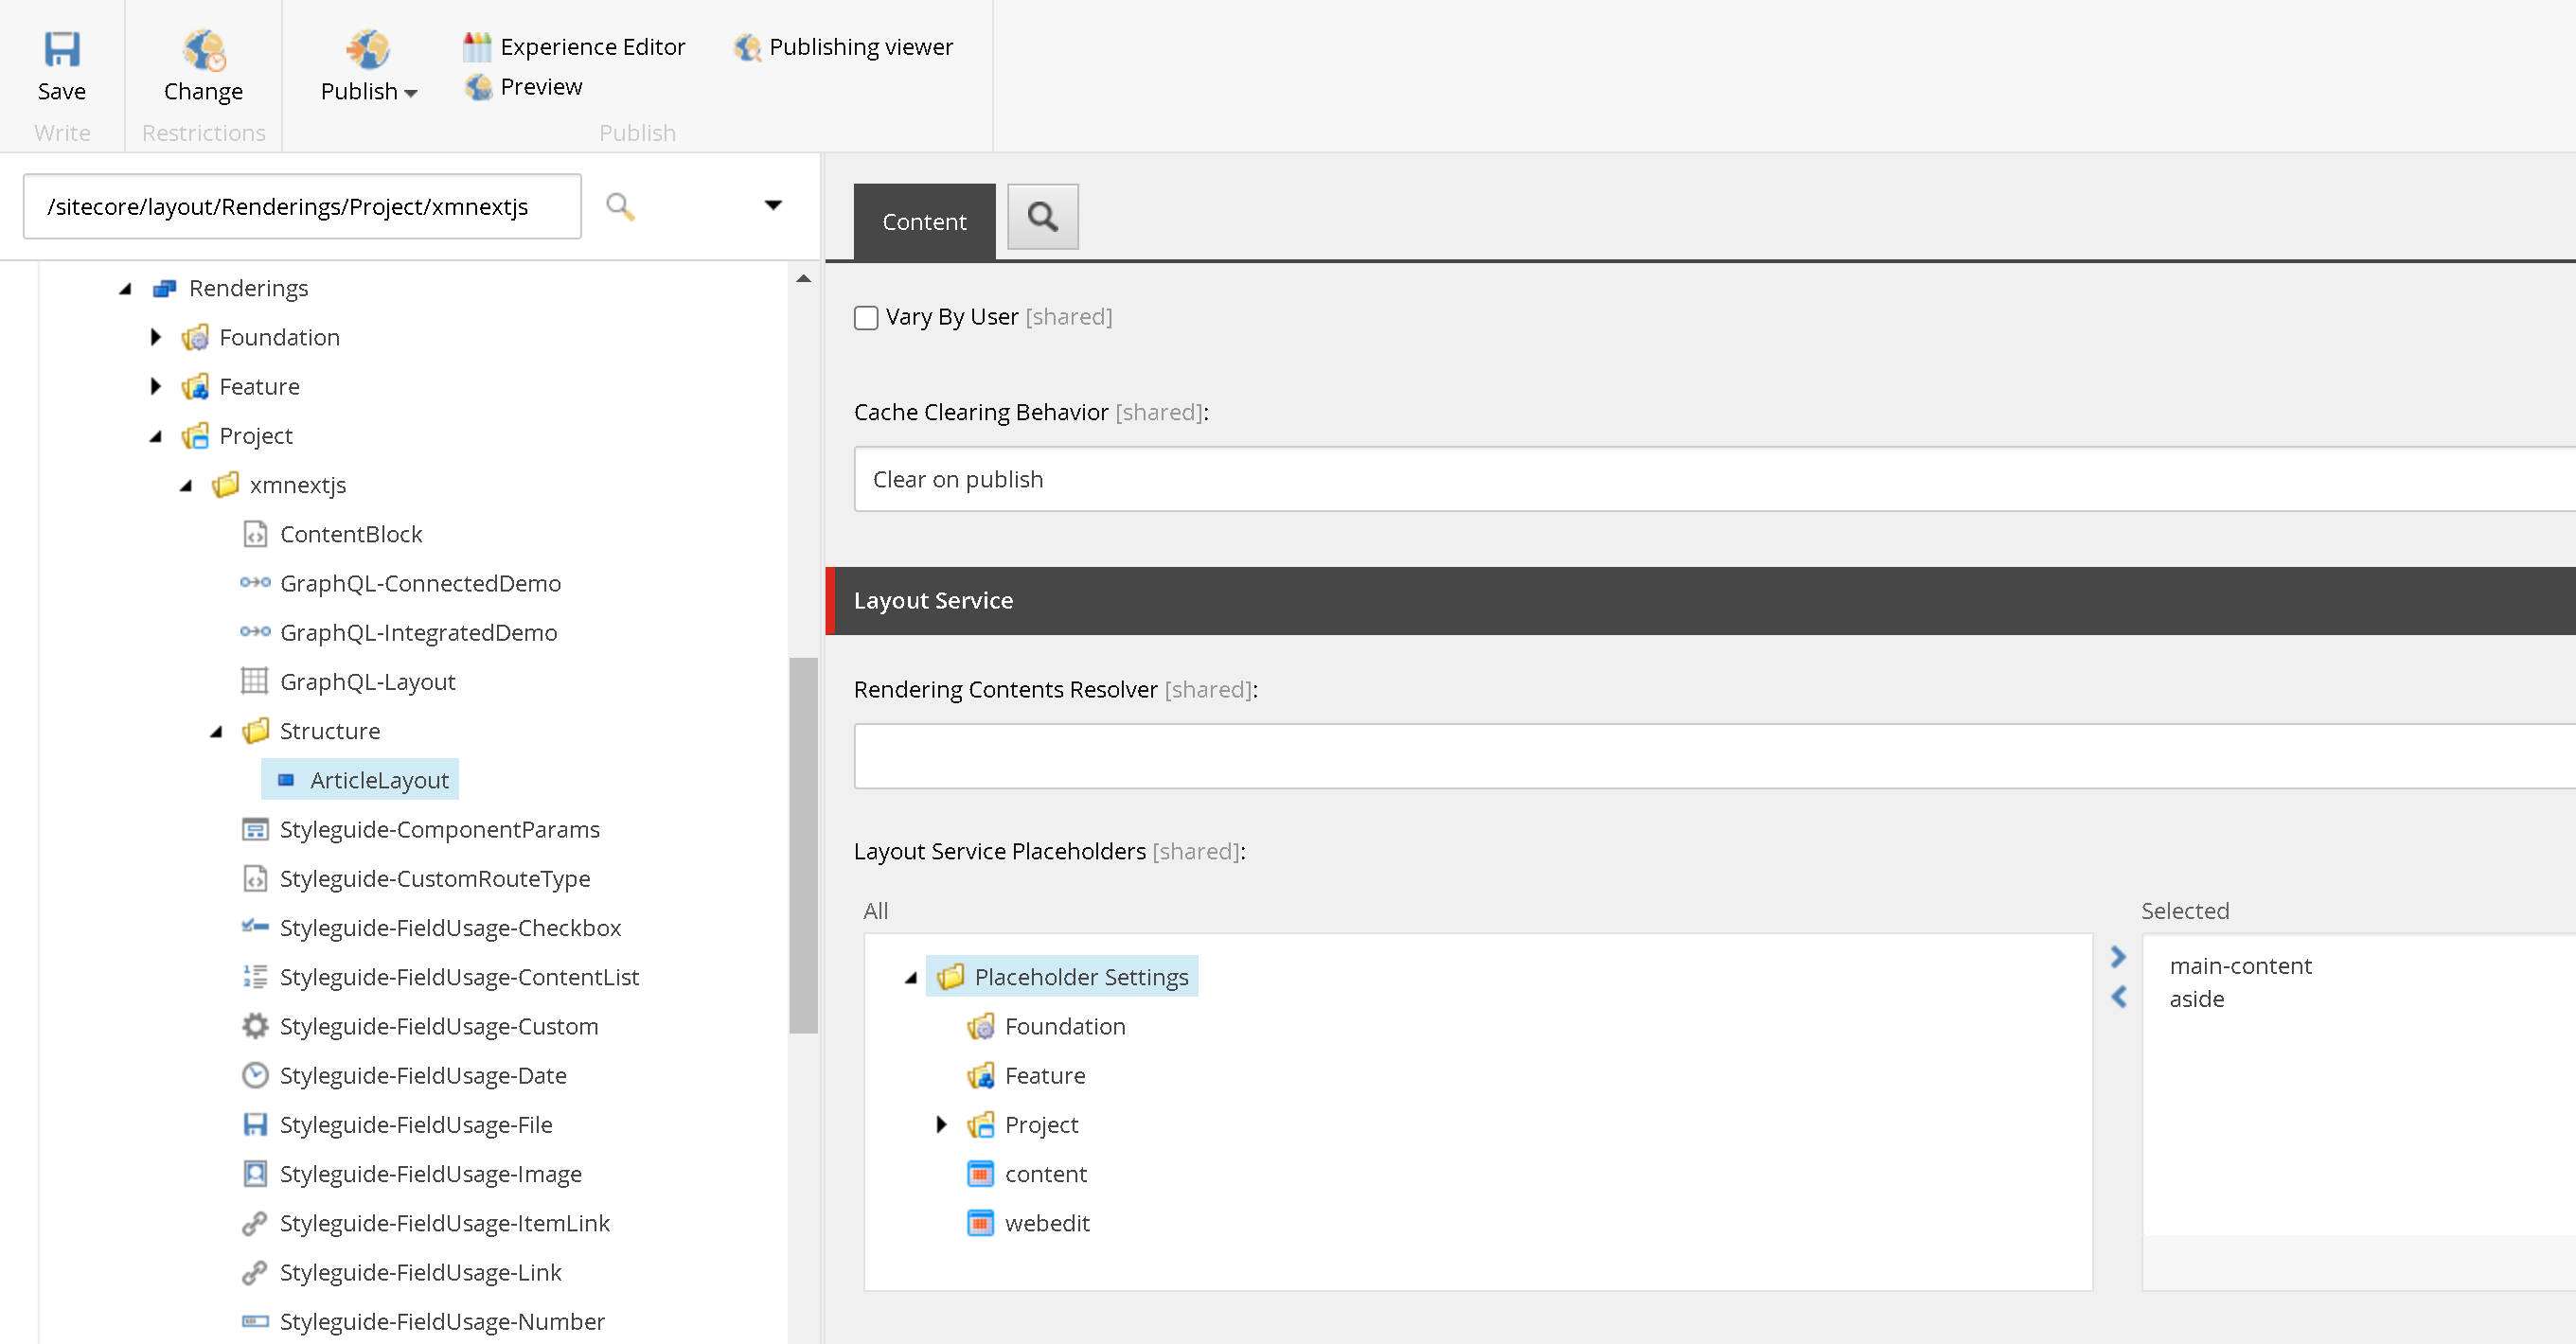 Save
Write
Change
Restrictions
Publish
Experience Editor
Preview
Publishing viewer
Publish
/sitecore/layout/Renderings/Project/xmnextjs
Renderings
Foundation
Feature
Project
xmnextjs
ContentBlock
GraphQL-ConnectedDemo
GraphQL-IntegratedDemo
GraphQL-Layout
Structure
ArticleLayout
Styleguide-ComponentParams
Styleguide-CustomRouteType
Styleguide-FieldUsage-Checkbox
Styleguide-FieldUsage-ContentList
Styleguide-FieldUsage-Custom
Styleguide-FieldUsage-Date
Styleguide-FieldUsage-File
Styleguide-FieldUsage-Image
Styleguide-FieldUsage-ItemLink
Styleguide-FieldUsage-Link
Styleguide-FieldUsage-Number
Content
Vary By User [shared]
Cache Clearing Behavior [shared]:
Clear on publish
Layout Service
Rendering Contents Resolver [shared]:
Layout Service Placeholders [shared]:
All
Placeholder Settings
Foundation
Feature
Project
content
webedit
Selected
main-content
aside